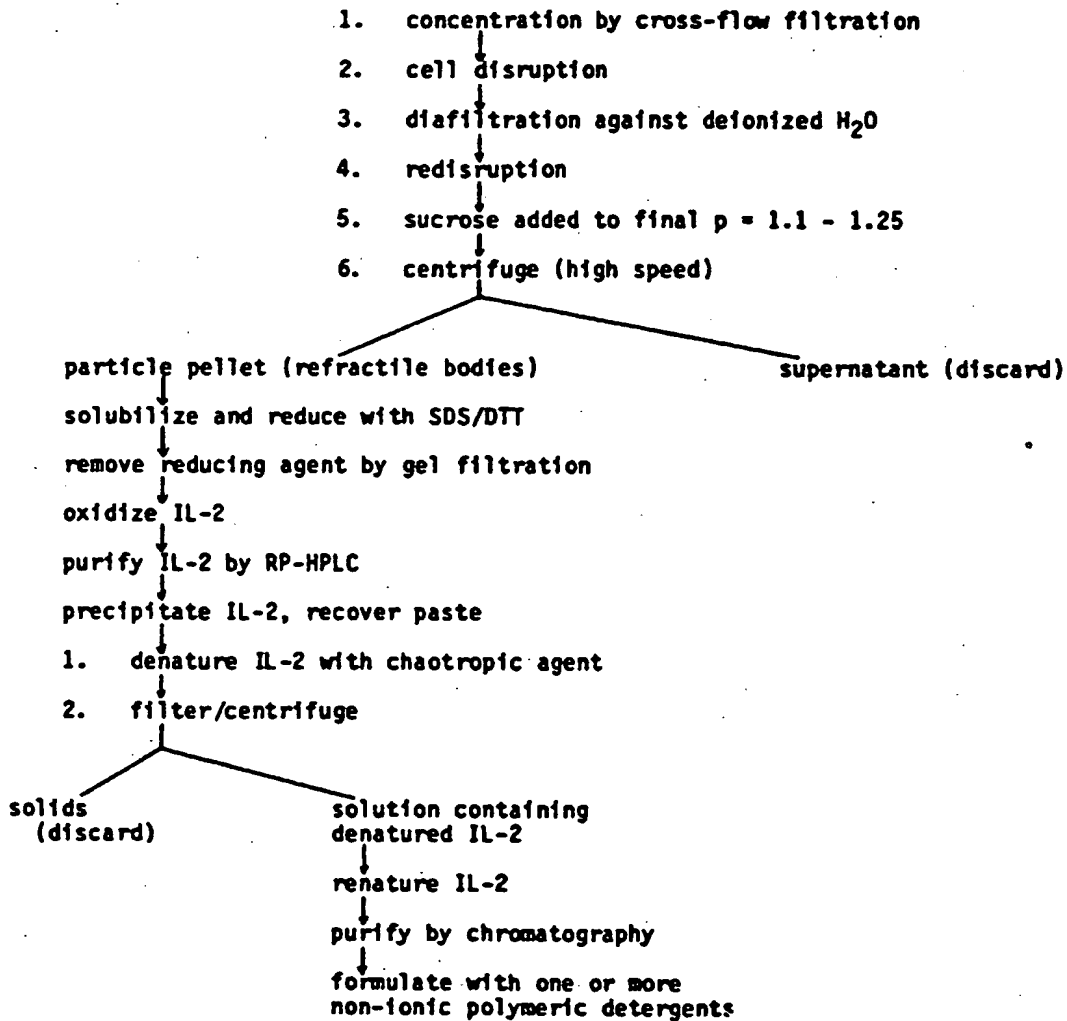 1. concentration by cross-flow filtration
2. cell disruption
3. diafiltration against deionized H₂O
4. redisruption
5. sucrose added to final p = 1.1 - 1.25
6. centrifuge (high speed)
particle pellet (refractile bodies)
supernatant (discard)
solubilize and reduce with SDS/DTT
remove reducing agent by gel filtration
oxidize IL-2
purify IL-2 by RP-HPLC
precipitate IL-2, recover paste
1. denature IL-2 with chaotropic agent
2. filter/centrifuge
solids
(discard)
solution containing
denatured IL-2
renature IL-2
purify by chromatography
formulate with one or more
non-ionic polymeric detergents